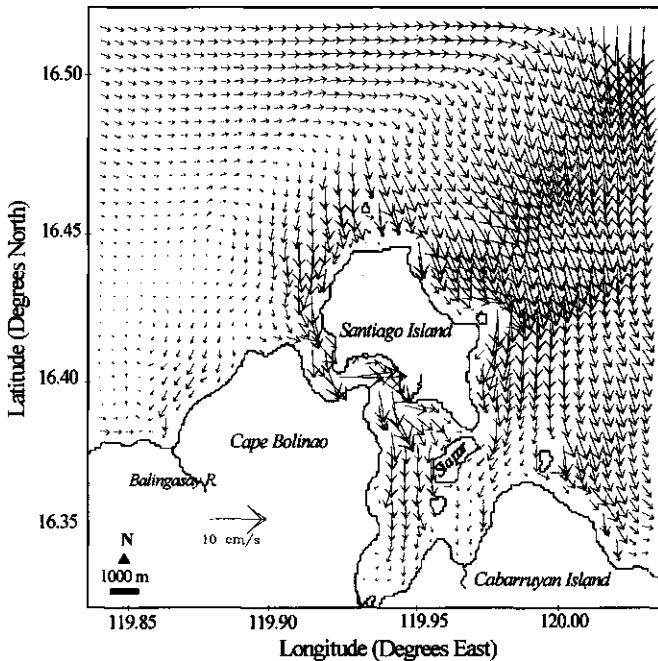 16.50
16.45
16.40
16.35
Latitude (Degrees North)
Santiago Island
Cape Bolinao
Siapar
Balingasay R.
10 cm/s
N
1000 m
Cabarruyan Island
119.85
119.90
119.95
120.00
Longitude (Degrees East)